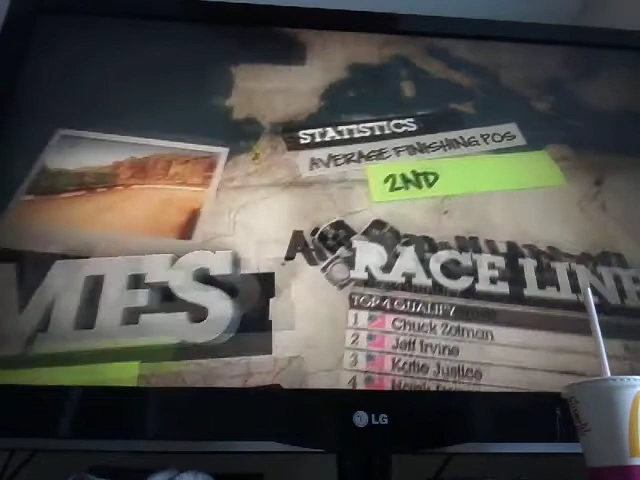 STATISTICS
AVERAGE FINISHING POS
2ND
MES
RACE LINE
TOP 4 QUALIFY
1 Chuck Zolman
2 Jeff Irvine
3 Katie Justice
4
LG